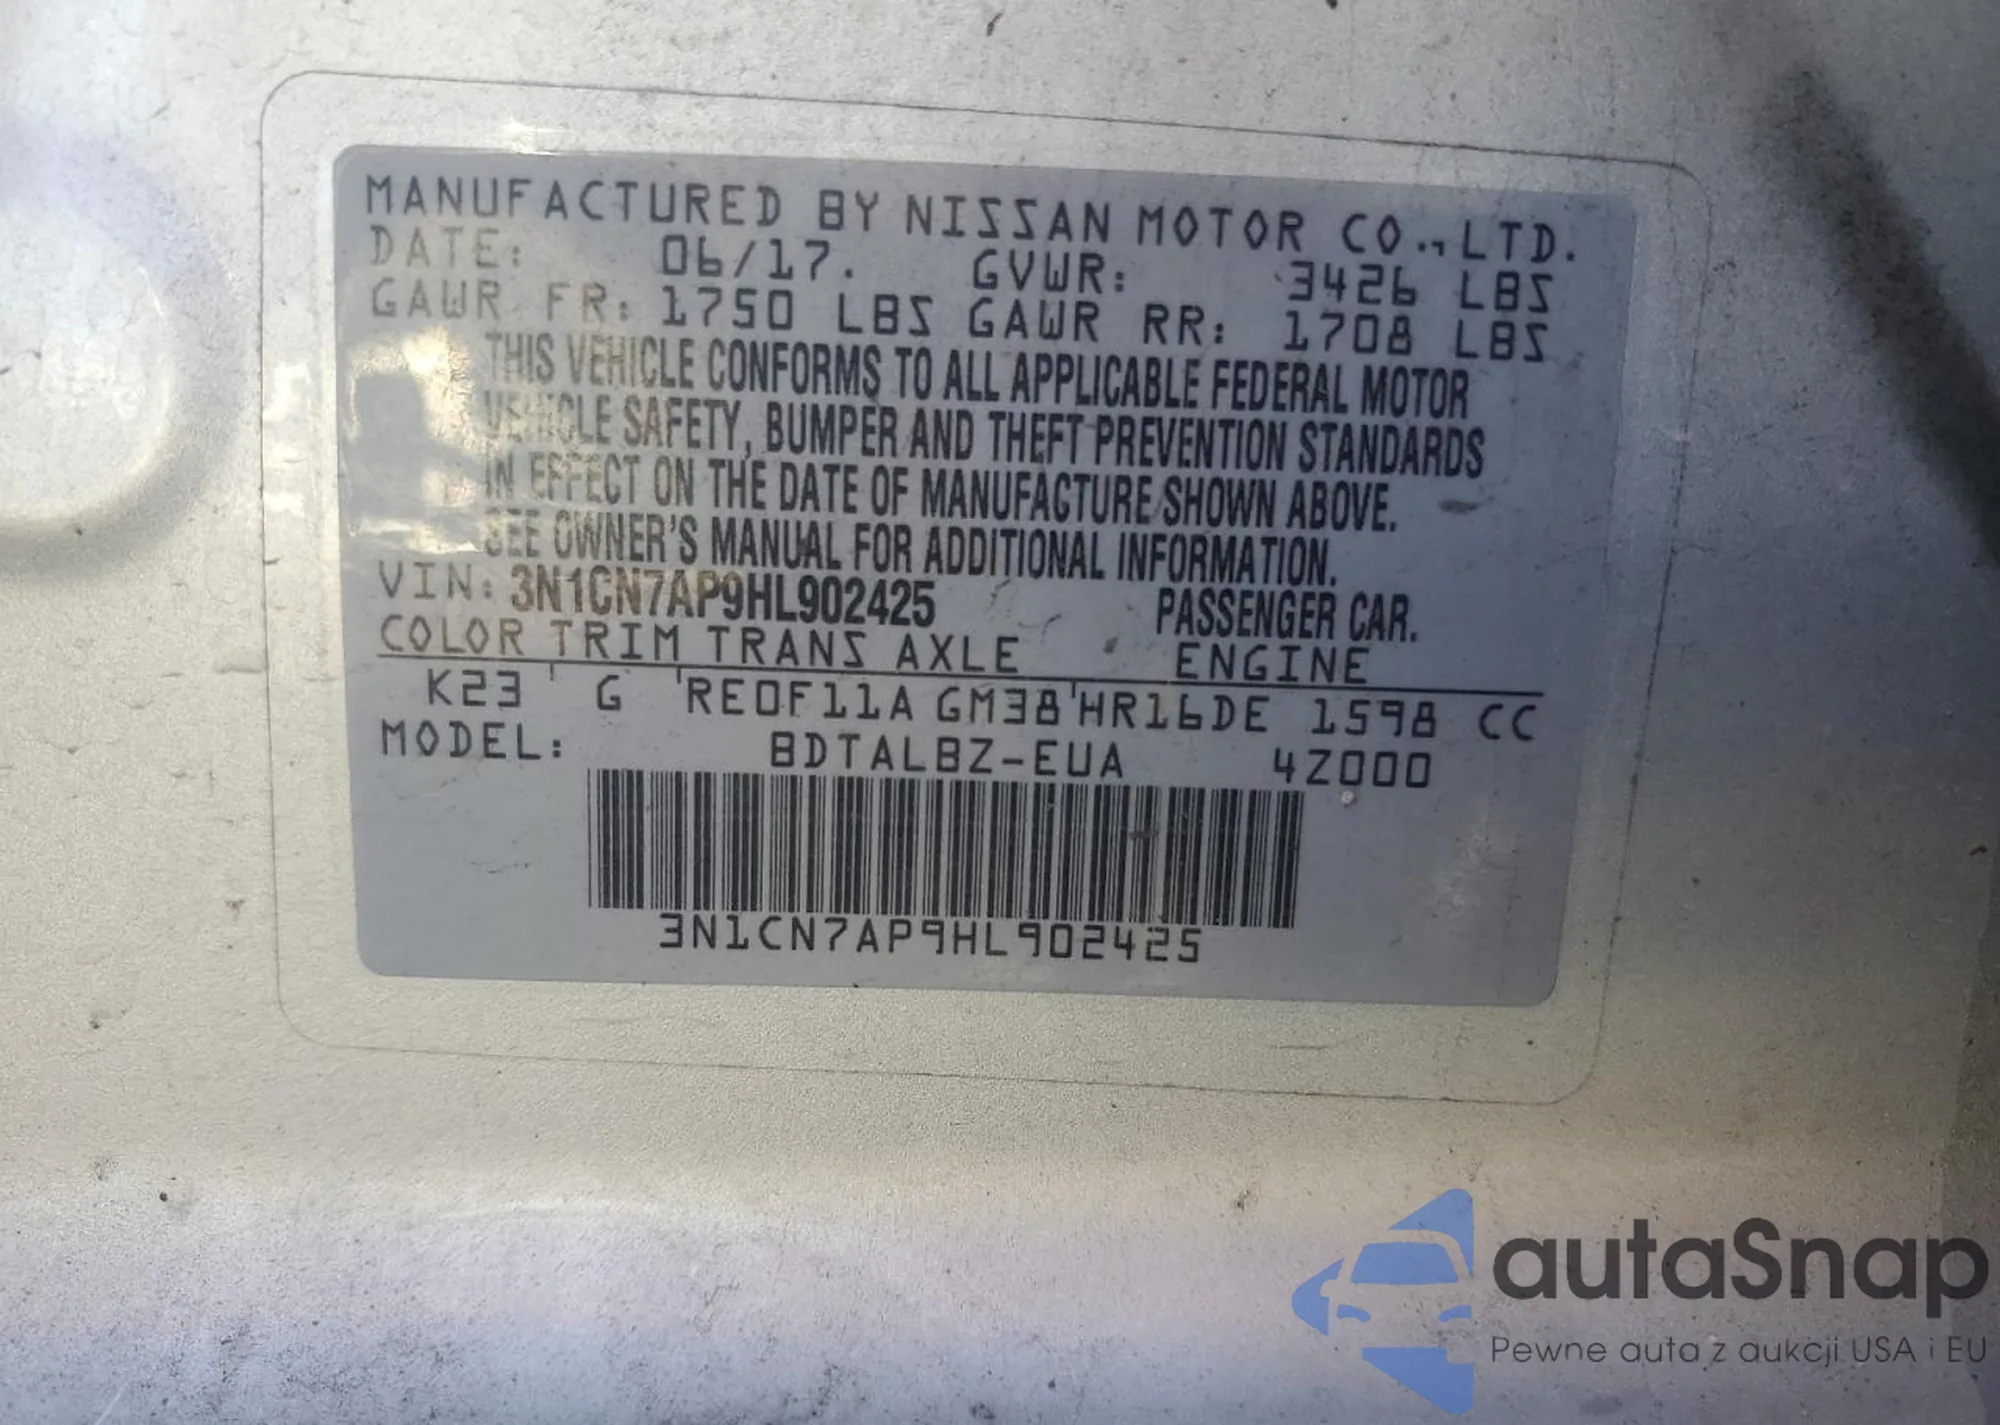 MANUFACTURED BY NISSAN MOTOR CO., LTD.
DATE: 06/17. GVWR: 3426 LBS
GAWR FR: 1750 LBS GAWR RR: 1708 LBS
THIS VEHICLE CONFORMS TO ALL APPLICABLE FEDERAL MOTOR
VEHICLE SAFETY, BUMPER AND THEFT PREVENTION STANDARDS
IN EFFECT ON THE DATE OF MANUFACTURE SHOWN ABOVE.
SEE OWNER'S MANUAL FOR ADDITIONAL INFORMATION.
VIN: 3N1CN7AP9HL902425 PASSENGER CAR.
COLOR TRIM TRANS AXLE ENGINE
K23 G RE0F11A GM38 HR16DE 1598 CC
MODEL: BDTALBZ-EUA 4Z000
3N1CN7AP9HL902425
autaSnap
Pewne auta z aukcji USA i EU